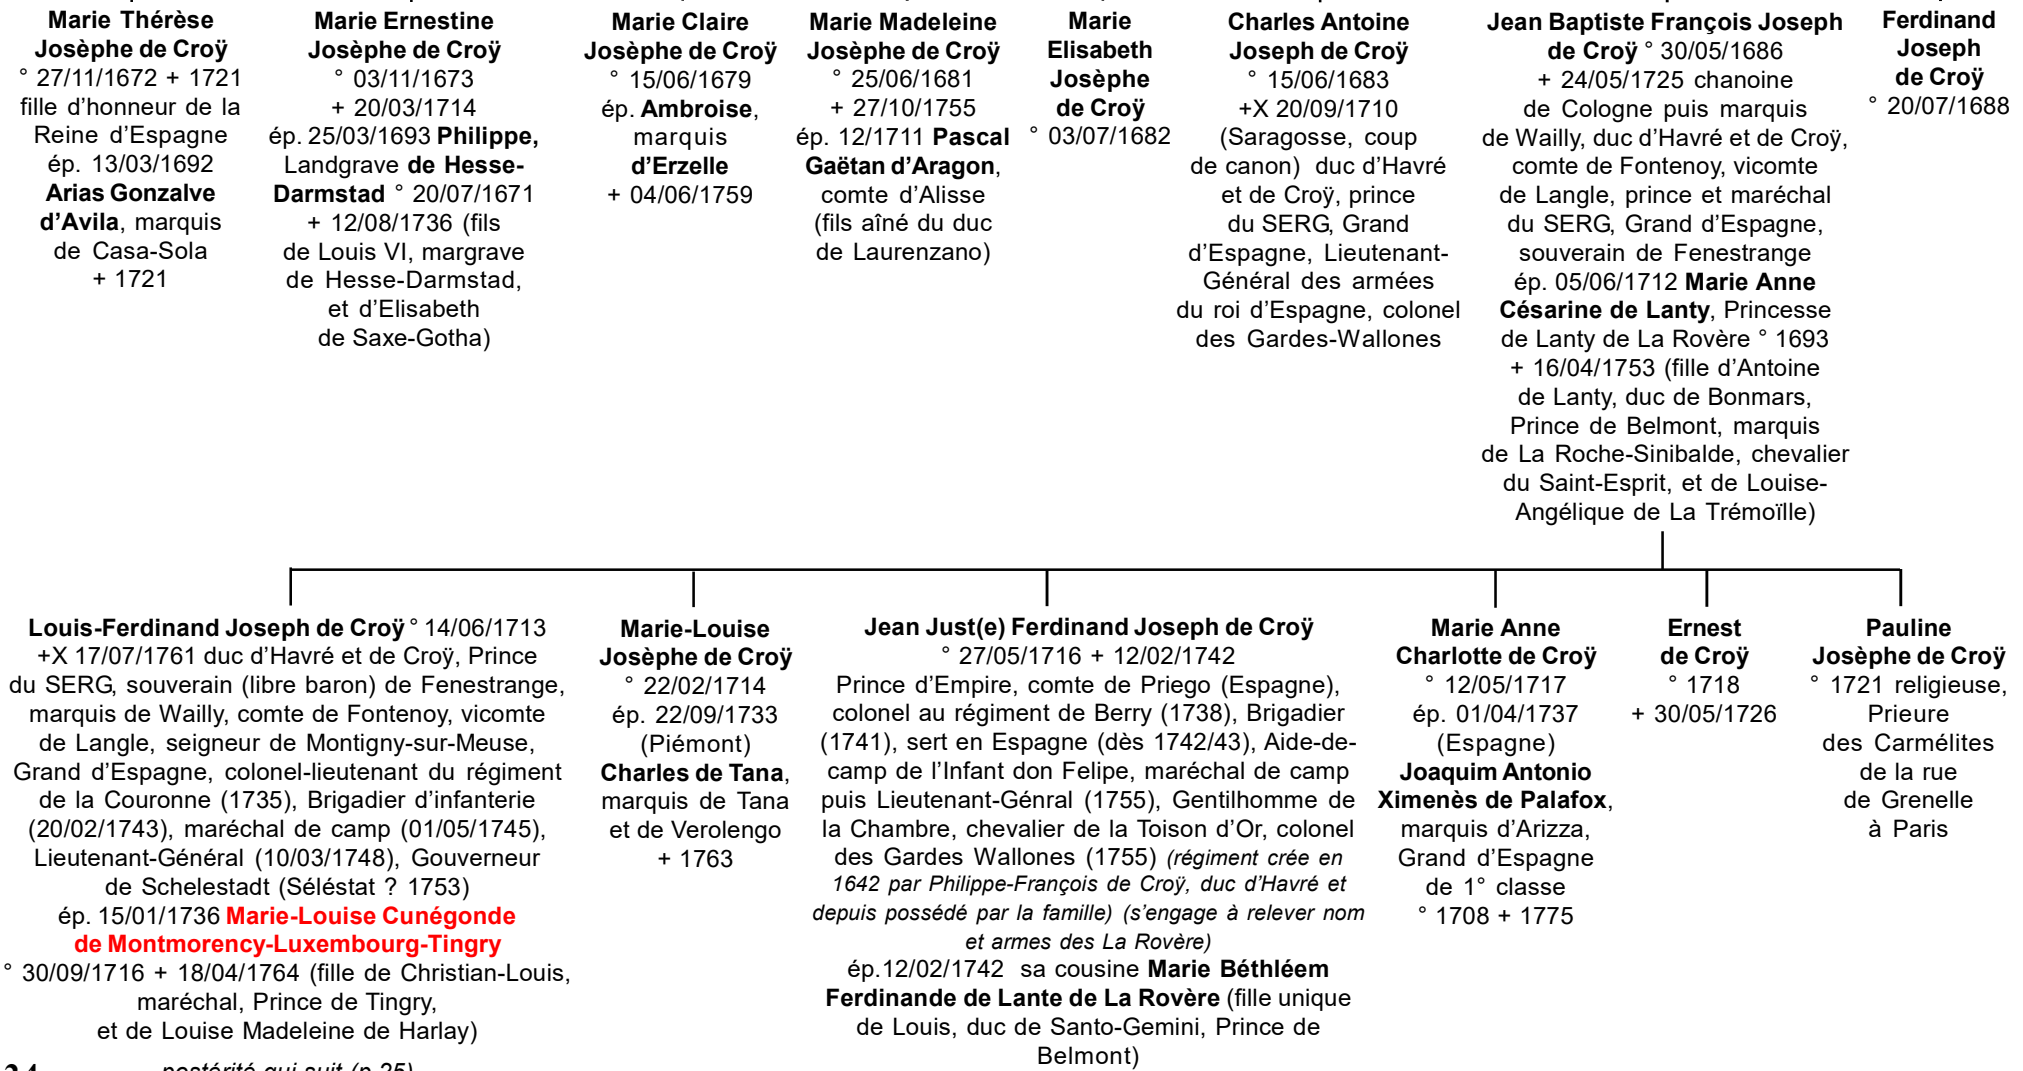 Marie Thérèse
Josèphe de Croÿ
° 27/11/1672 + 1721
fille d'honneur de la
Reine d'Espagne
ép. 13/03/1692
Arias Gonzalve
d'Avila, marquis
de Casa-Sola
+ 1721
Marie Ernestine
Josèphe de Croÿ
° 03/11/1673
+ 20/03/1714
ép. 25/03/1693 Philippe,
Landgrave de Hesse-
Darmstad ° 20/07/1671
+ 12/08/1736 (fils
de Louis VI, margrave
de Hesse-Darmstad,
et d'Elisabeth
de Saxe-Gotha)
Marie Claire
Josèphe de Croÿ
° 15/06/1679
ép. Ambroise,
marquis
d'Erzelle
+ 04/06/1759
Marie Madeleine
Josèphe de Croÿ
° 25/06/1681
+ 27/10/1755
ép. 12/1711 Pascal
Gaëtan d'Aragon,
comte d'Alisse
(fils aîné du duc
de Laurenzano)
Marie
Elisabeth
Josèphe
de Croÿ
° 03/07/1682
Charles Antoine
Joseph de Croÿ
° 15/06/1683
+X 20/09/1710
(Saragosse, coup
de canon) duc d'Havré
et de Croÿ, prince
du SERG, Grand
d'Espagne, Lieutenant-
Général des armées
du roi d'Espagne, colonel
des Gardes-Wallones
Jean Baptiste François Joseph
de Croÿ ° 30/05/1686
+ 24/05/1725 chanoine
de Cologne puis marquis
de Wailly, duc d'Havré et de Croÿ,
comte de Fontenoy, vicomte
de Langle, prince et maréchal
du SERG, Grand d'Espagne,
souverain de Fenestrange
ép. 05/06/1712 Marie Anne
Césarine de Lanty, Princesse
de Lanty de La Rovère ° 1693
+ 16/04/1753 (fille d'Antoine
de Lanty, duc de Bonmars,
Prince de Belmont, marquis
de La Roche-Sinibalde, chevalier
du Saint-Esprit, et de Louise-
Angélique de La Trémoïlle)
Ferdinand
Joseph
de Croÿ
° 20/07/1688
Louis-Ferdinand Joseph de Croÿ ° 14/06/1713
+X 17/07/1761 duc d'Havré et de Croÿ, Prince
du SERG, souverain (libre baron) de Fenestrange,
marquis de Wailly, comte de Fontenoy, vicomte
de Langle, seigneur de Montigny-sur-Meuse,
Grand d'Espagne, colonel-lieutenant du régiment
de la Couronne (1735), Brigadier d'infanterie
(20/02/1743), maréchal de camp (01/05/1745),
Lieutenant-Général (10/03/1748), Gouverneur
de Schelestadt (Séléstat ? 1753)
ép. 15/01/1736 Marie-Louise Cunégonde
de Montmorency-Luxembourg-Tingry
° 30/09/1716 + 18/04/1764 (fille de Christian-Louis,
maréchal, Prince de Tingry,
et de Louise Madeleine de Harlay)
Marie-Louise
Josèphe de Croÿ
° 22/02/1714
ép. 22/09/1733
(Piémont)
Charles de Tana,
marquis de Tana
et de Verolengo
+ 1763
Jean Just(e) Ferdinand Joseph de Croÿ
° 27/05/1716 + 12/02/1742
Prince d'Empire, comte de Priego (Espagne),
colonel au régiment de Berry (1738), Brigadier
(1741), sert en Espagne (dès 1742/43), Aide-de-
camp de l'Infant don Felipe, maréchal de camp
puis Lieutenant-Génral (1755), Gentilhomme de
la Chambre, chevalier de la Toison d'Or, colonel
des Gardes Wallones (1755) (régiment crée en
1642 par Philippe-François de Croÿ, duc d'Havré et
depuis possédé par la famille) (s'engage à relever nom
et armes des La Rovère)
ép.12/02/1742 sa cousine Marie Béthléem
Ferdinande de Lante de La Rovère (fille unique
de Louis, duc de Santo-Gemini, Prince de
Belmont)
Marie Anne
Charlotte de Croÿ
° 12/05/1717
ép. 01/04/1737
(Espagne)
Joaquim Antonio
Ximenès de Palafox,
marquis d'Arizza,
Grand d'Espagne
de 1° classe
° 1708 + 1775
Ernest
de Croÿ
° 1718
+ 30/05/1726
Pauline
Josèphe de Croÿ
° 1721 religieuse,
Prieure
des Carmélites
de la rue
de Grenelle
à Paris
24
postérité qui suit (p.25)